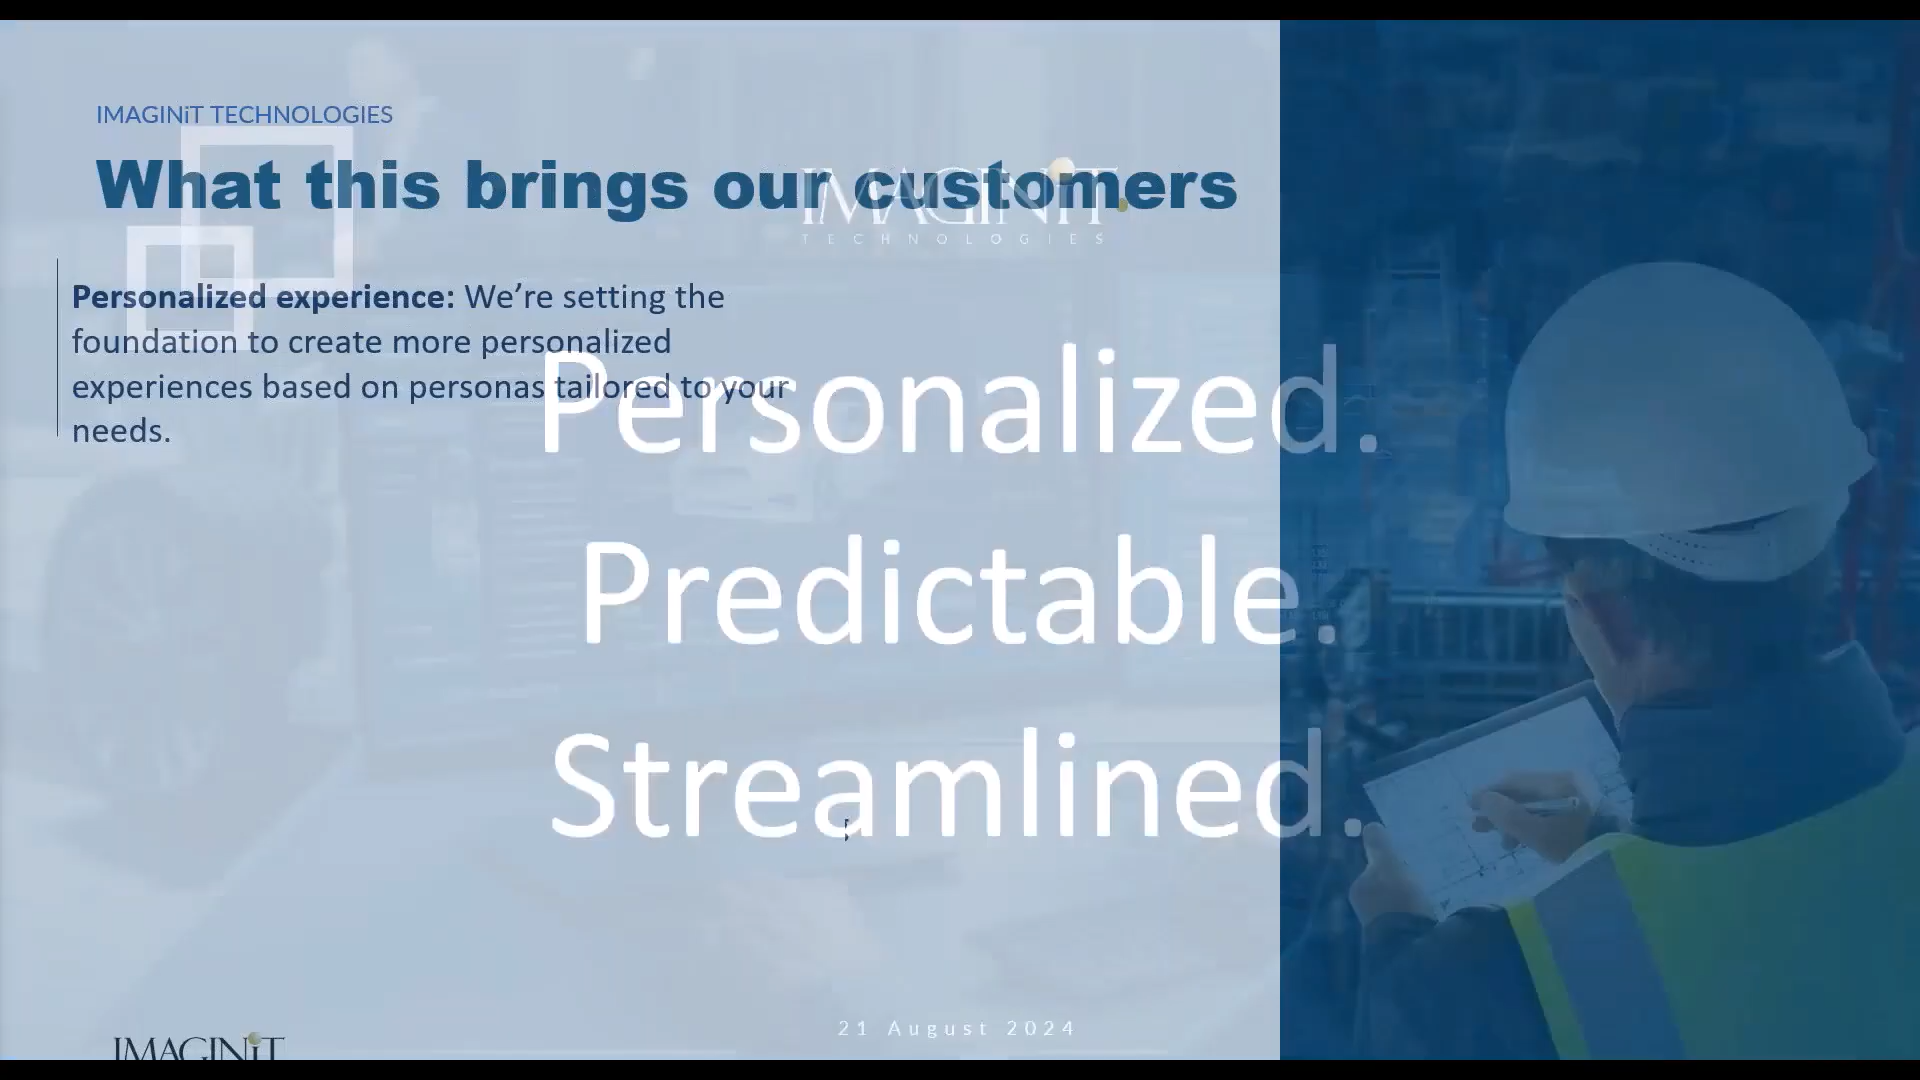 IMAGINiT TECHNOLOGIES
What this brings our customers
IMAGINiT
TECHNOLOGIES
Personalized experience: We’re setting the
foundation to create more personalized
experiences based on personas tailored to your
needs.
Personalized.
Predictable.
Streamlined.
21 August 2024
IMAGINiT